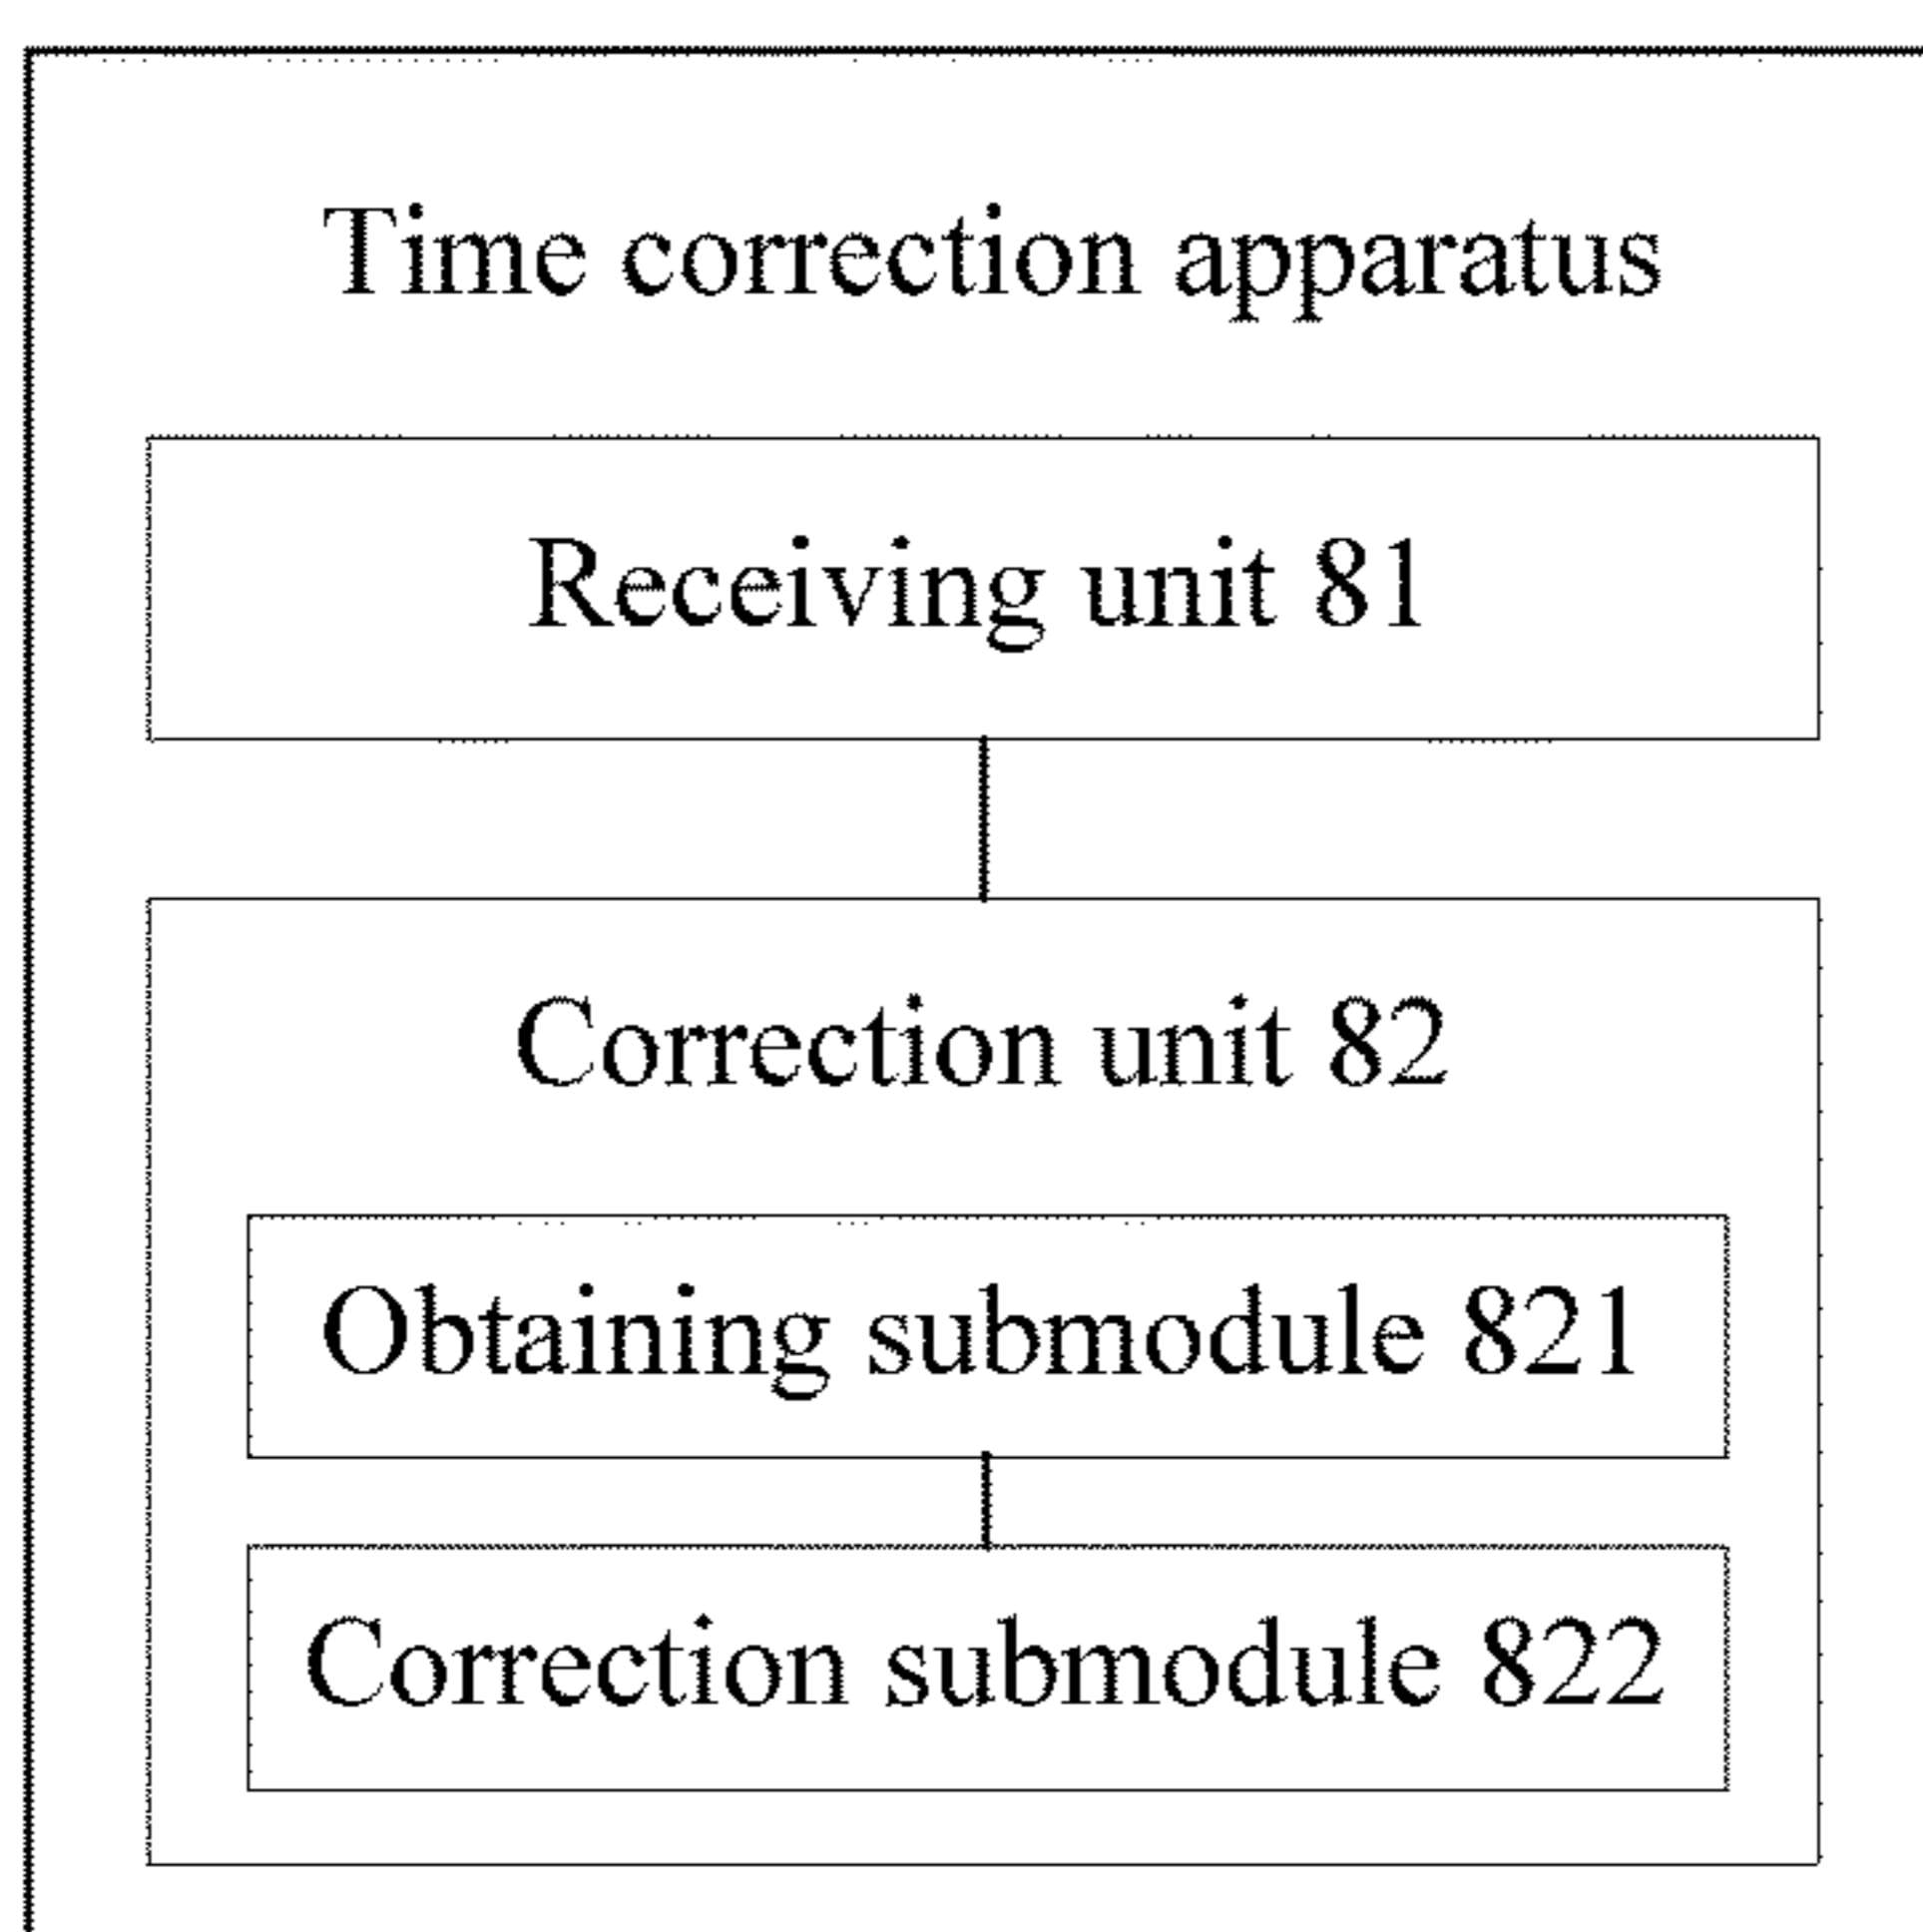 Time correction apparatus
Receiving unit 81
Correction unit 82
Obtaining submodule 821
Correction submodule 822